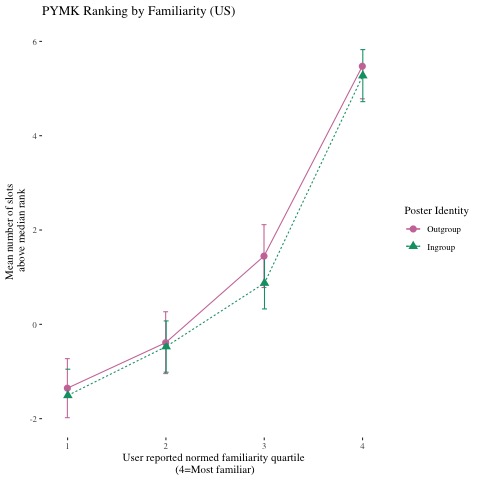 PYMK Ranking by Familiarity (US)
6
4
2
0
-2
Mean number of slots
above median rank
1
2
3
4
User reported normed familiarity quartile
(4=Most familiar)
Poster Identity
Outgroup
Ingroup